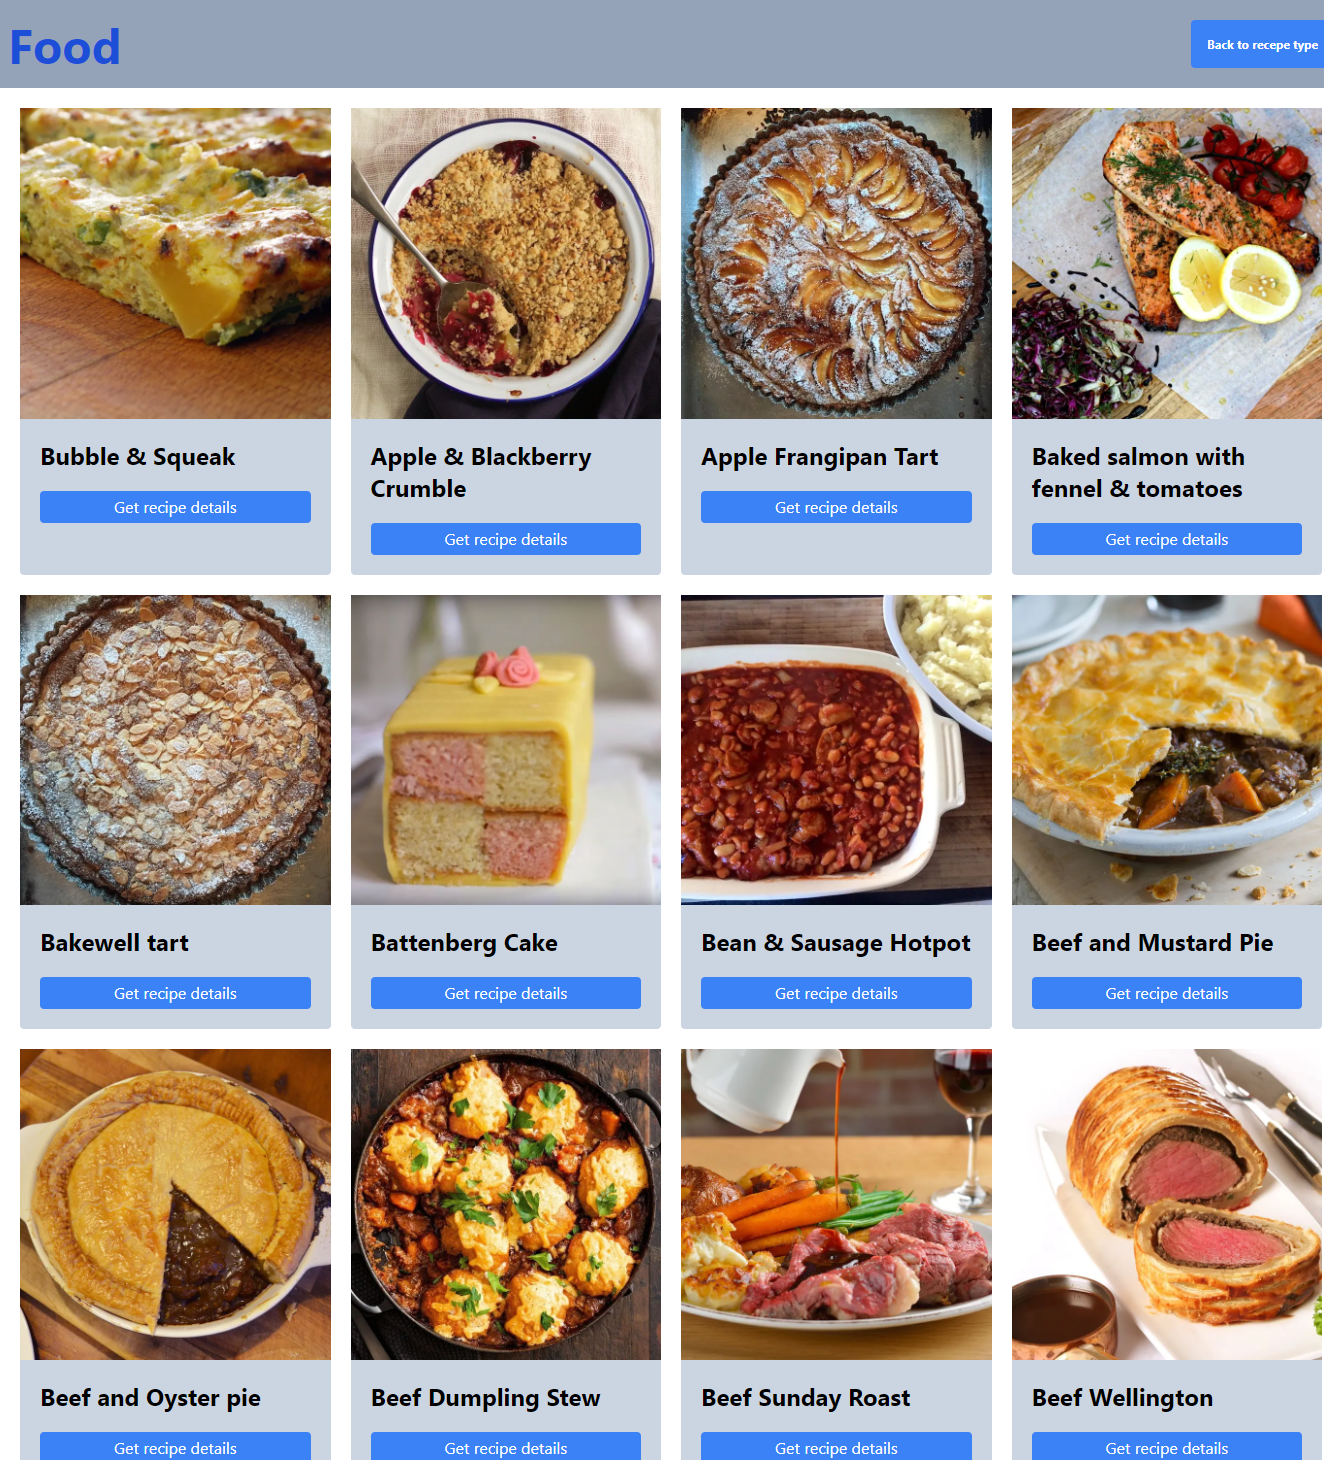 Food
Back to recepe type
Bubble & Squeak
Get recipe details
Apple & Blackberry
Crumble
Get recipe details
Apple Frangipan Tart
Get recipe details
Baked salmon with
fennel & tomatoes
Get recipe details
Bakewell tart
Get recipe details
Battenberg Cake
Get recipe details
Bean & Sausage Hotpot
Get recipe details
Beef and Mustard Pie
Get recipe details
Beef and Oyster pie
Get recipe details
Beef Dumpling Stew
Get recipe details
Beef Sunday Roast
Get recipe details
Beef Wellington
Get recipe details